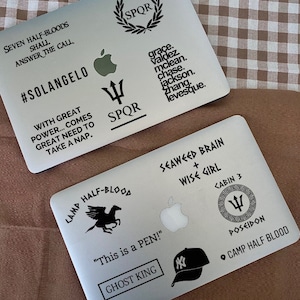 SEVEN HALF-BLOODS
SHALL
ANSWER THE CALL
SPQR
#SOLANGELO
SPQR
grace.
valdez.
mclean.
chase.
jackson.
zhang.
levesque.
WITH GREAT
POWER... COMES
GREAT NEED TO
TAKE A NAP.
CAMP HALF-BLOOD
SEAWEED BRAIN
+
WISE GIRL
CABIN 3
POSEIDON
"This is a PEN!"
GHOST KING
NY
CAMP HALF BLOOD